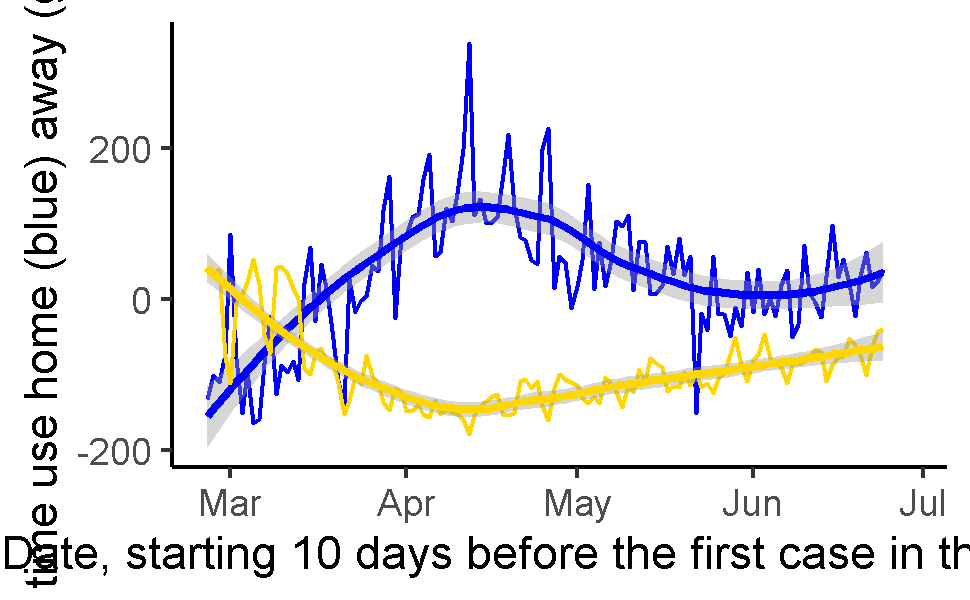 time use home (blue) away (
200
0
-200
Mar Apr May Jun Jul
Date, starting 10 days before the first case in th